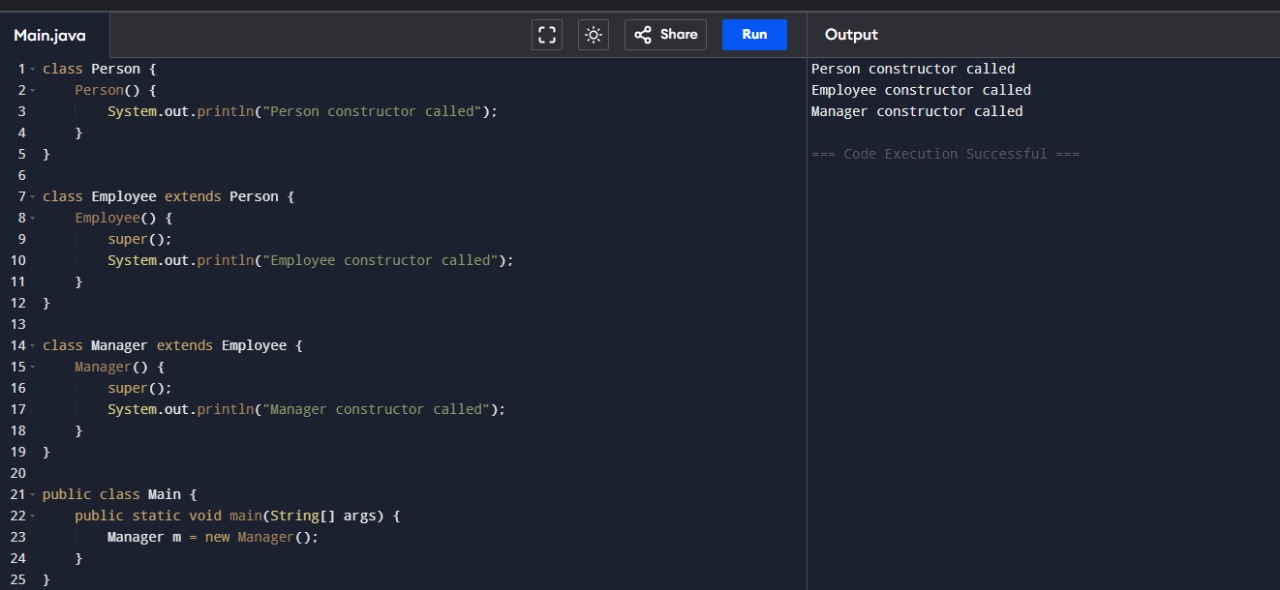 Main.java
Share
Run
Output
1 class Person {
2     Person() {
3         System.out.println("Person constructor called");
4     }
5 }
6
7 class Employee extends Person {
8     Employee() {
9         super();
10         System.out.println("Employee constructor called");
11     }
12 }
13
14 class Manager extends Employee {
15     Manager() {
16         super();
17         System.out.println("Manager constructor called");
18     }
19 }
20
21 public class Main {
22     public static void main(String[] args) {
23         Manager m = new Manager();
24     }
25 }
Person constructor called
Employee constructor called
Manager constructor called
=== Code Execution Successful ===